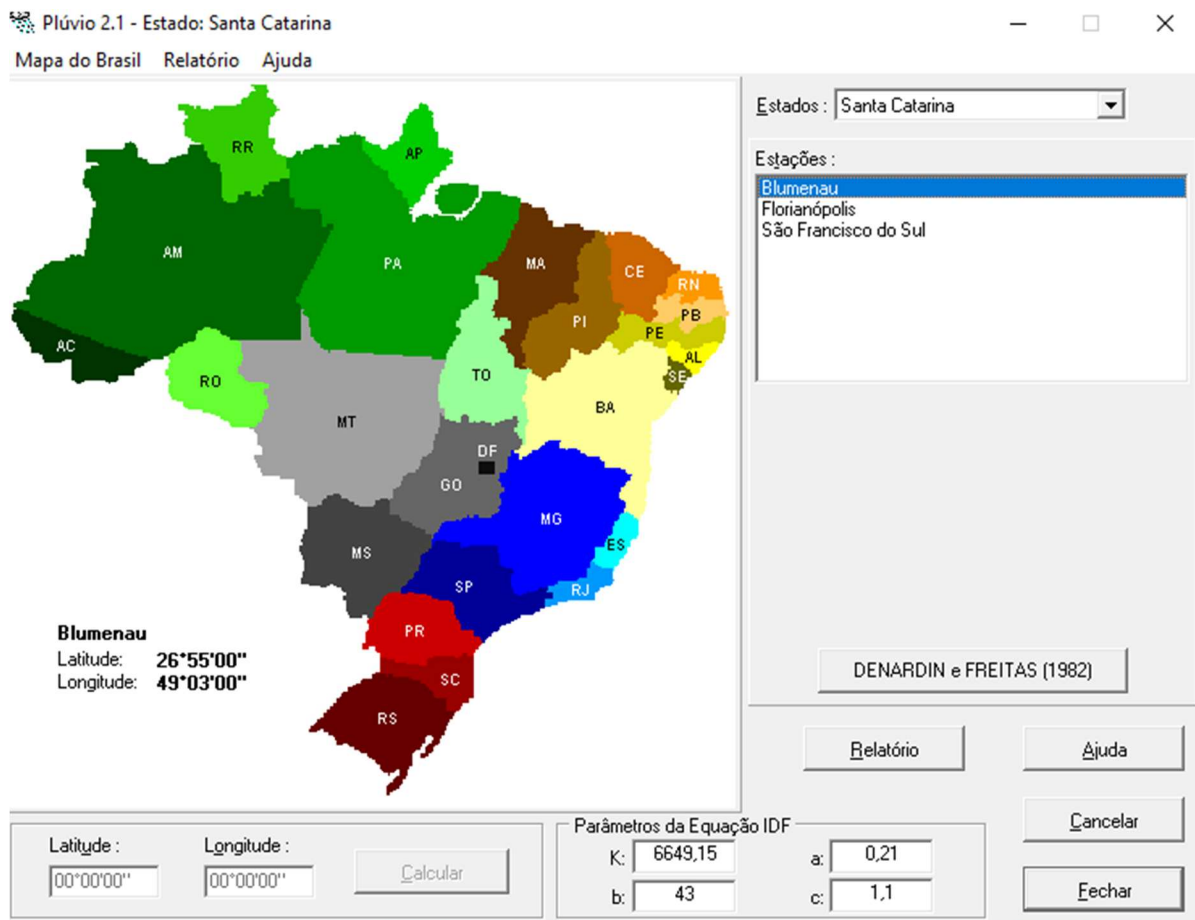 Plúvio 2.1 - Estado: Santa Catarina
Mapa do Brasil Relatório Ajuda
Estados : Santa Catarina
Estações :
Blumenau
Florianópolis
São Francisco do Sul
RR
AP
AM
PA
MA
CE
RN
PB
PI
PE
AC
AL
SE
RO
TO
MT
BA
DF
GO
MG
MS
ES
SP
RJ
PR
SC
RS
Blumenau
Latitude: 26°55'00"
Longitude: 49°03'00"
DENARDIN e FREITAS (1982)
Relatório
Ajuda
Cancelar
Fechar
Latitude : Longitude :
00°00'00" 00°00'00" Calcular
Parâmetros da Equação IDF
K: 6649,15 a: 0,21
b: 43 c: 1,1